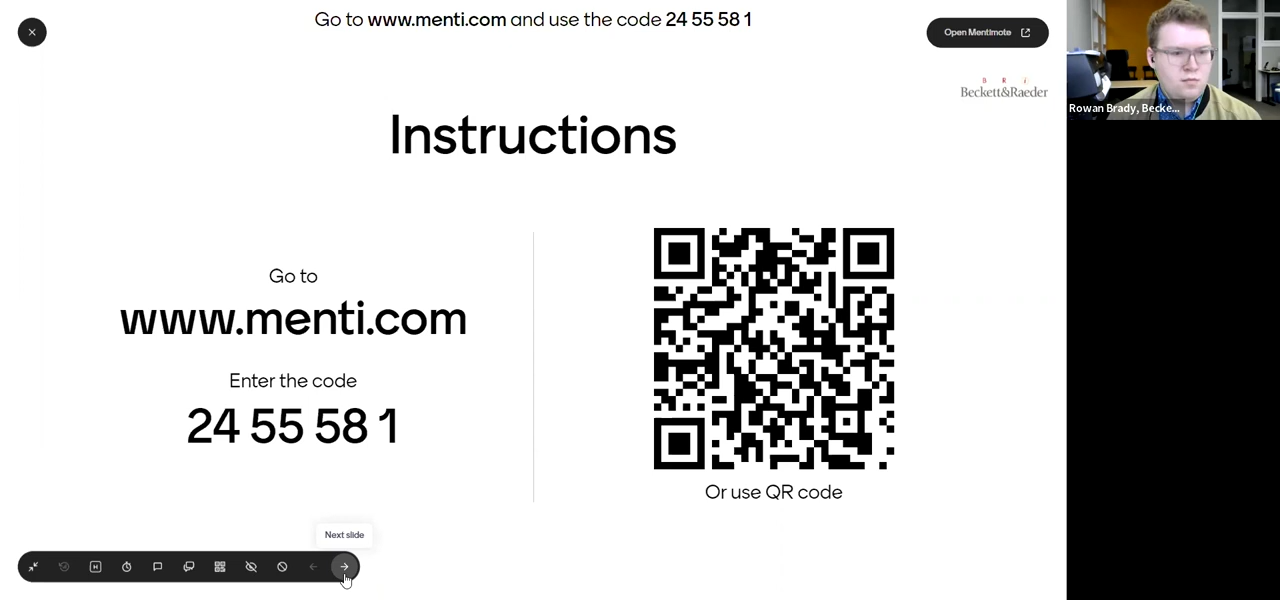 Go to www.menti.com and use the code 24 55 58 1
Open Mentimote
B R i
Beckett&Raeder
Rowan Brady, Becke...
Instructions
Go to
www.menti.com
Enter the code
24 55 58 1
Or use QR code
Next slide
H